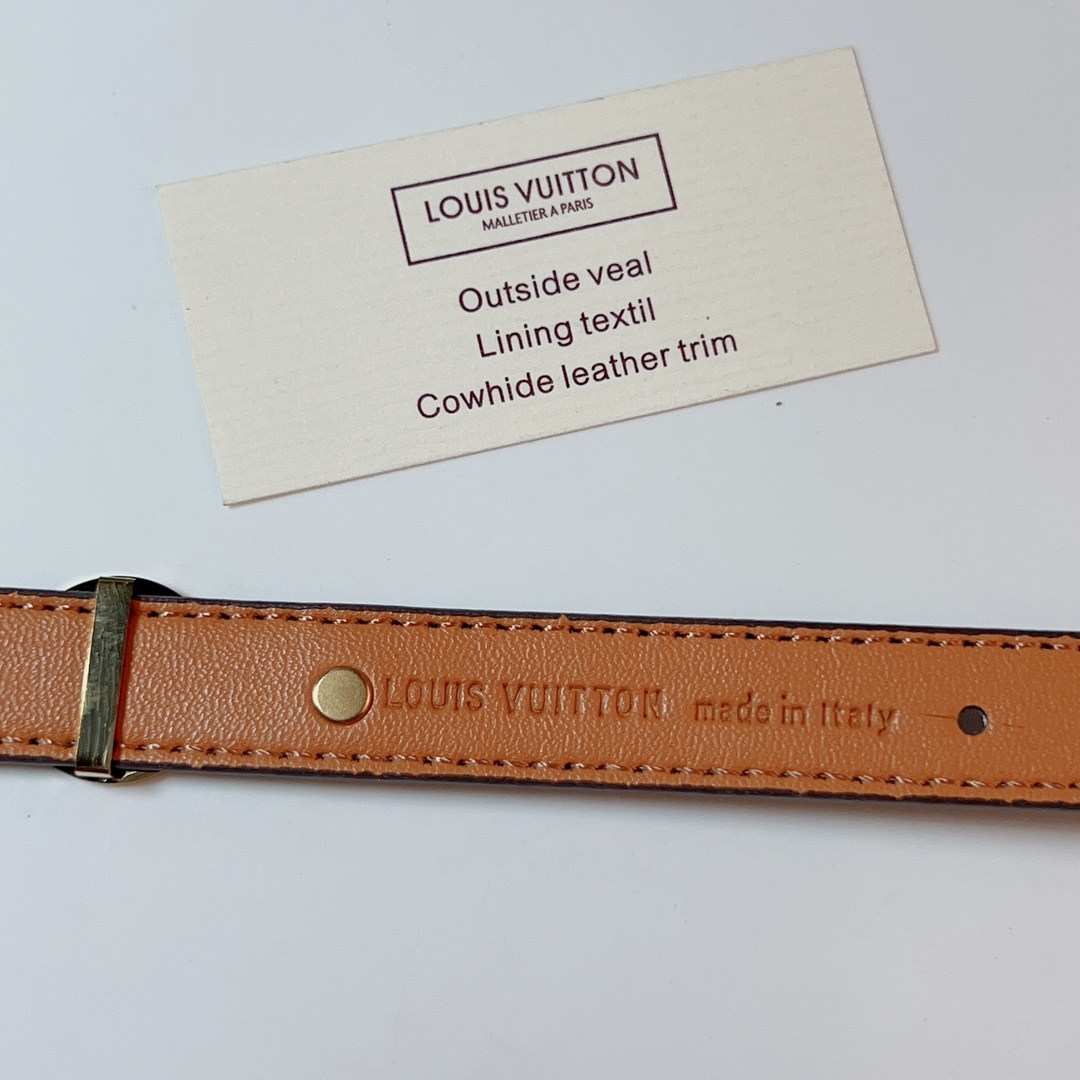 LOUIS VUITTON
MALLETIER A PARIS
Outside veal
Lining textil
Cowhide leather trim
LOUIS VUITTON made in Italy